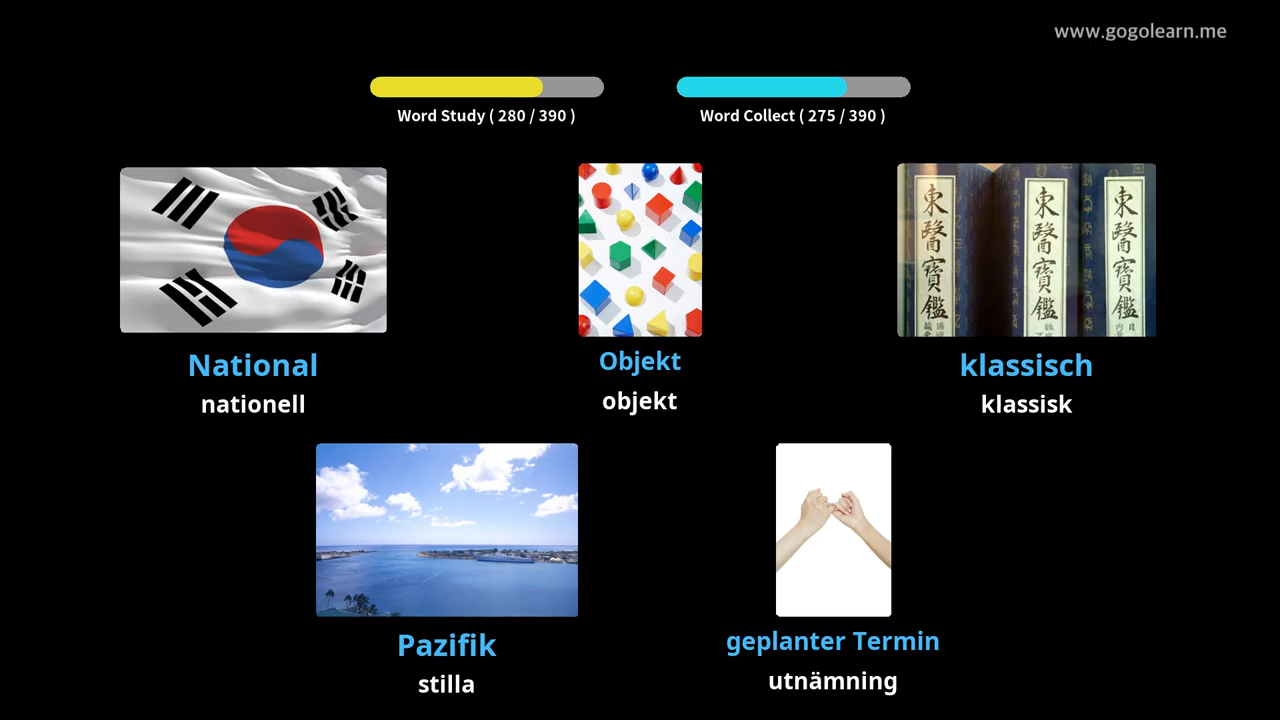 www.gogolearn.me
Word Study ( 280 / 390 )
Word Collect ( 275 / 390 )
東醫寶鑑
東醫寶鑑
東醫寶鑑
National
nationell
Objekt
objekt
klassisch
klassisk
Pazifik
stilla
geplanter Termin
utnämning